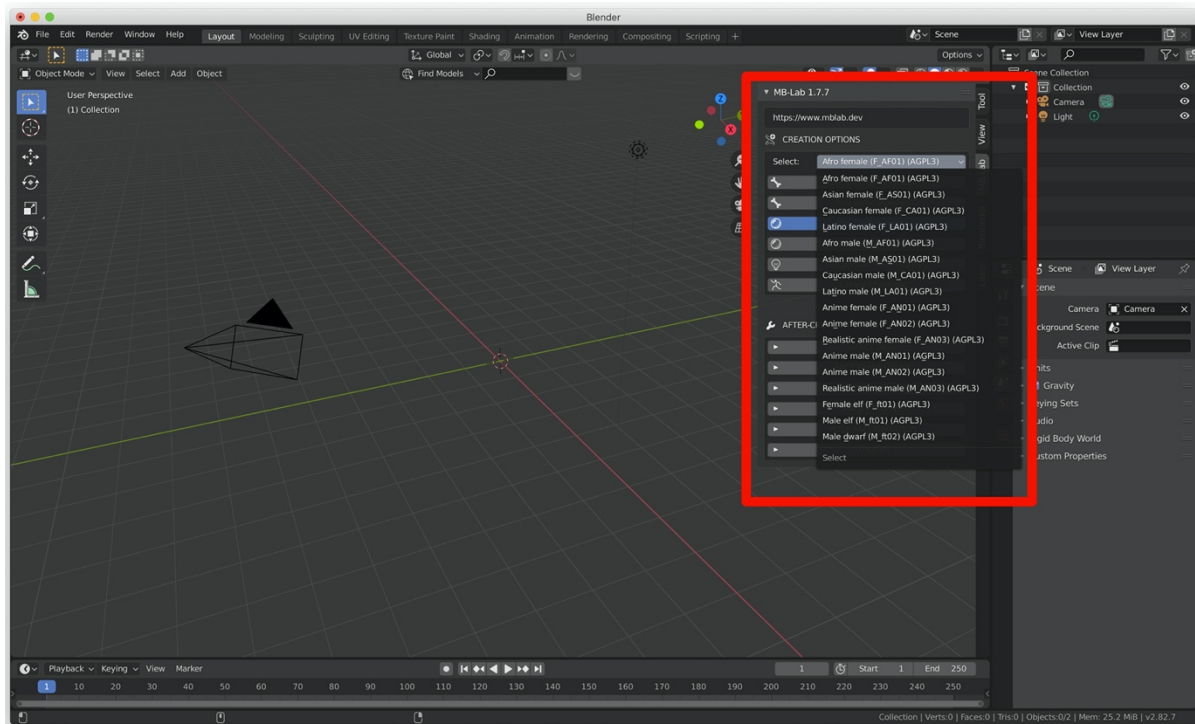 Blender
File Edit Render Window Help Layout Modeling Sculpting UV Editing Texture Paint Shading Animation Rendering Compositing Scripting + Scene View Layer
Global Options
Object Mode View Select Add Object Find Models
User Perspective
(1) Collection
Z
X
MB-Lab 1.7.7
https://www.mblab.dev
CREATION OPTIONS
Select: Afro female (F_AF01) (AGPL3)
Afro female (F_AF01) (AGPL3)
Asian female (F_AS01) (AGPL3)
Caucasian female (F_CA01) (AGPL3)
Latino female (F_LA01) (AGPL3)
Afro male (M_AF01) (AGPL3)
Asian male (M_AS01) (AGPL3)
Caucasian male (M_CA01) (AGPL3)
Latino male (M_LA01) (AGPL3)
Anime female (F_AN01) (AGPL3)
Anime female (F_AN02) (AGPL3)
Realistic anime female (F_AN03) (AGPL3)
Anime male (M_AN01) (AGPL3)
Anime male (M_AN02) (AGPL3)
Realistic anime male (M_AN03) (AGPL3)
Female elf (F_ft01) (AGPL3)
Male elf (M_ft01) (AGPL3)
Male dwarf (M_ft02) (AGPL3)
Select
AFTER-C
Tool
View
Scene Collection
Collection
Camera
Light
Scene View Layer
Camera Camera
Active Clip
Gravity
Rigid Body World
Custom Properties
Playback Keying View Marker 1 Start 1 End 250
1 10 20 30 40 50 60 70 80 90 100 110 120 130 140 150 160 170 180 190 200 210 220 230 240 250
Collection | Verts:0 | Faces:0 | Tris:0 | Objects:0/2 | Mem: 25.2 MiB | v2.82.7